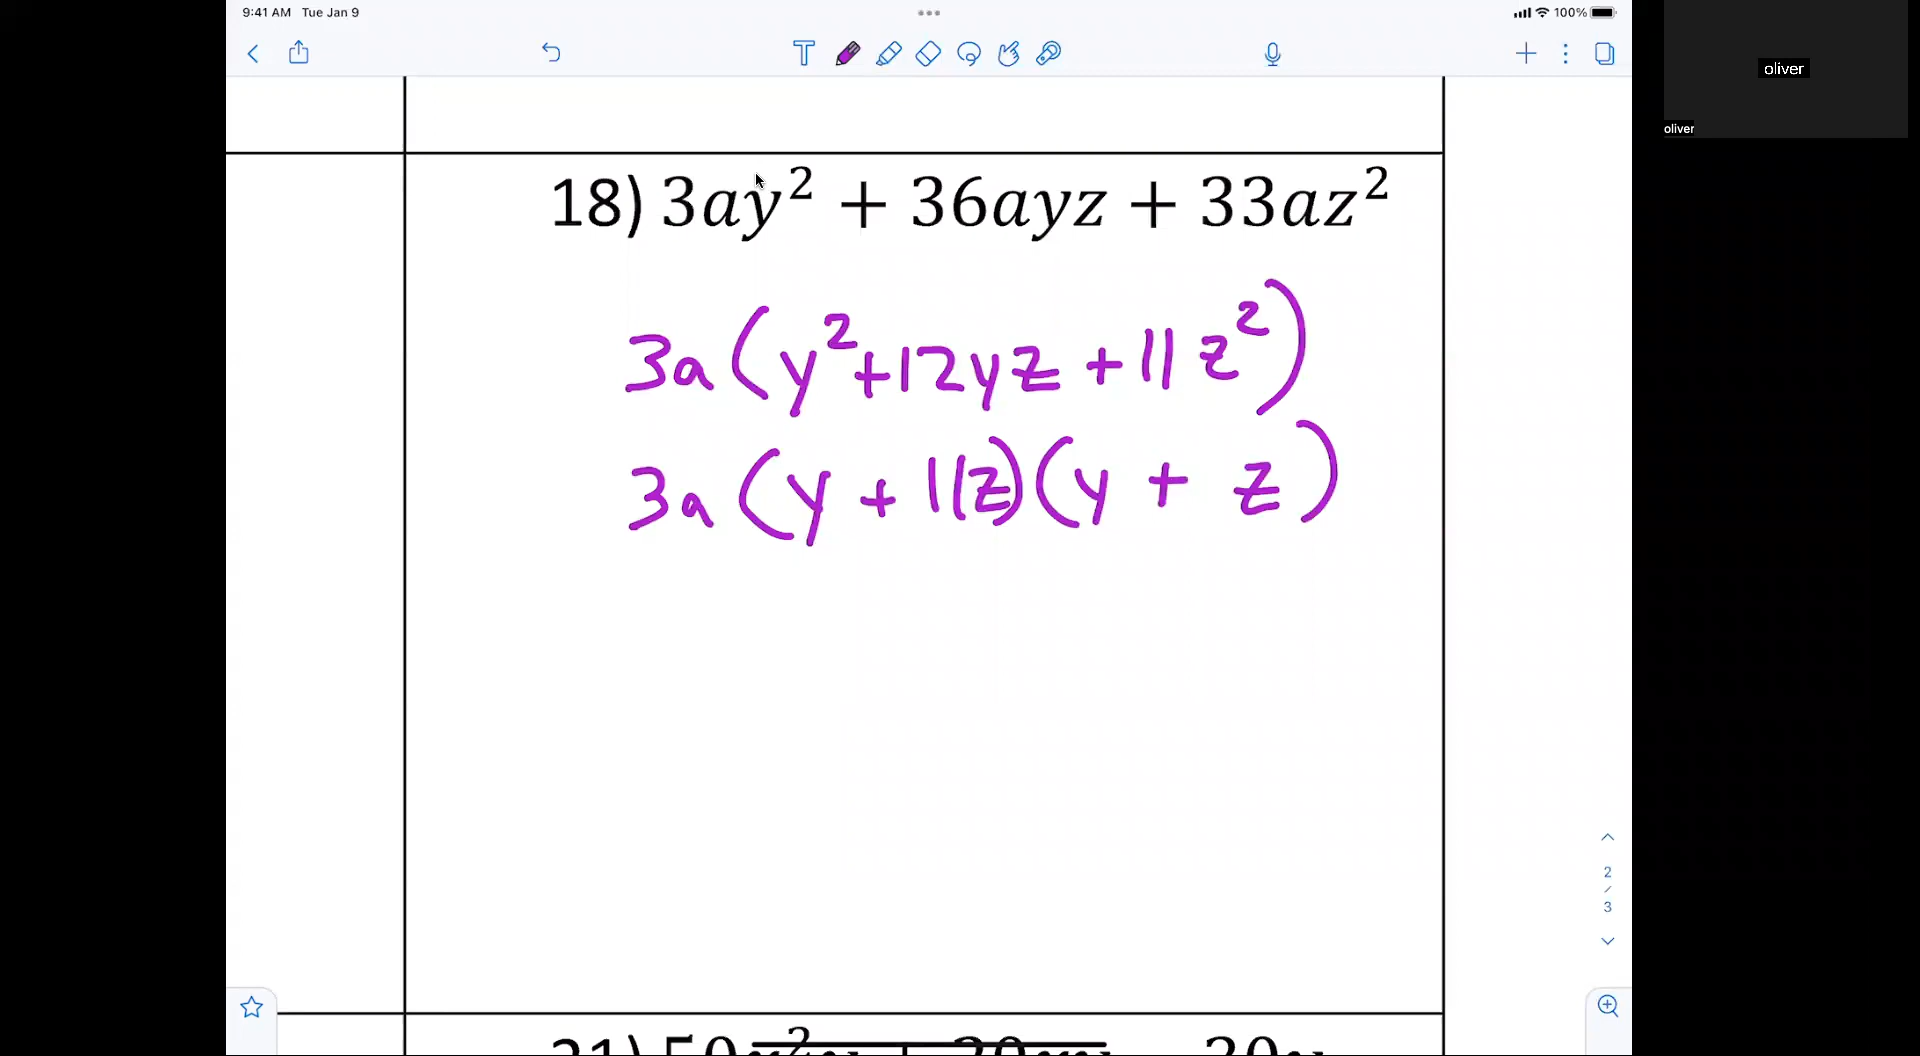 9:41 AM Tue Jan 9
100%
oliver
oliver
18) 3ay² + 36ayz + 33az²
3a(y²+12yz+11z²)
3a(y+11z)(y+z)
2
/
3